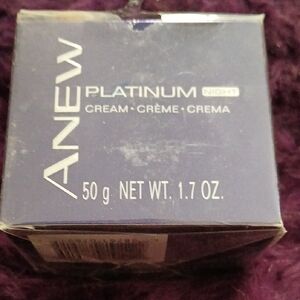 ANEW
PLATINUM NIGHT
CREAM • CRÈME • CREMA
50 g NET WT. 1.7 OZ.